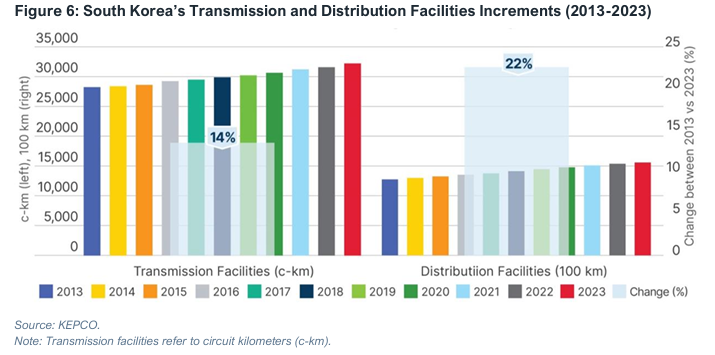 Figure 6: South Korea's Transmission and Distribution Facilities Increments (2013-2023)
35,000
30,000
25,000
20,000
15,000
10,000
5,000
0
c-km (left), 100 km (right)
14%
22%
25
20
15
10
5
0
Change between 2013 vs 2023 (%)
Transmission Facilities (c-km)
Distributiion Facilities (100 km)
2013 2014 2015 2016 2017 2018 2019 2020 2021 2022 2023 Change (%)
Source: KEPCO.
Note: Transmission facilities refer to circuit kilometers (c-km).